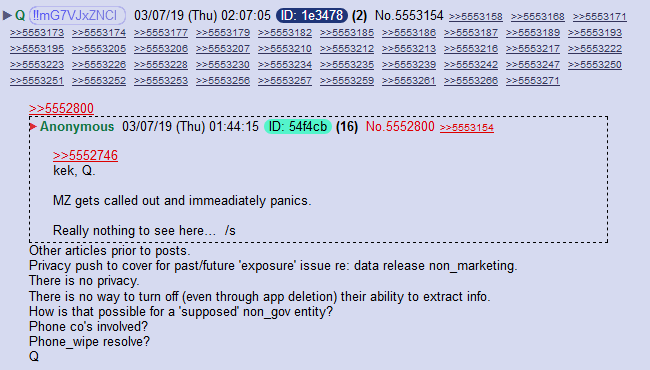 ▶ Q !!mG7VJxZNCI 03/07/19 (Thu) 02:07:05 ID: 1e3478 (2) No.5553154 >>5553158 >>5553168 >>5553171
>>5553173 >>5553174 >>5553177 >>5553179 >>5553182 >>5553185 >>5553186 >>5553187 >>5553189 >>5553193
>>5553195 >>5553205 >>5553206 >>5553207 >>5553210 >>5553212 >>5553213 >>5553216 >>5553217 >>5553222
>>5553223 >>5553226 >>5553228 >>5553230 >>5553234 >>5553235 >>5553239 >>5553242 >>5553247 >>5553250
>>5553251 >>5553252 >>5553253 >>5553256 >>5553257 >>5553259 >>5553261 >>5553266 >>5553271
>>5552800
▶ Anonymous 03/07/19 (Thu) 01:44:15 ID: 54f4cb (16) No.5552800 >>5553154
>>5552746
kek, Q.
MZ gets called out and immeadiately panics.
Really nothing to see here... /s
Other articles prior to posts.
Privacy push to cover for past/future 'exposure' issue re: data release non_marketing.
There is no privacy.
There is no way to turn off (even through app deletion) their ability to extract info.
How is that possible for a 'supposed' non_gov entity?
Phone co's involved?
Phone_wipe resolve?
Q